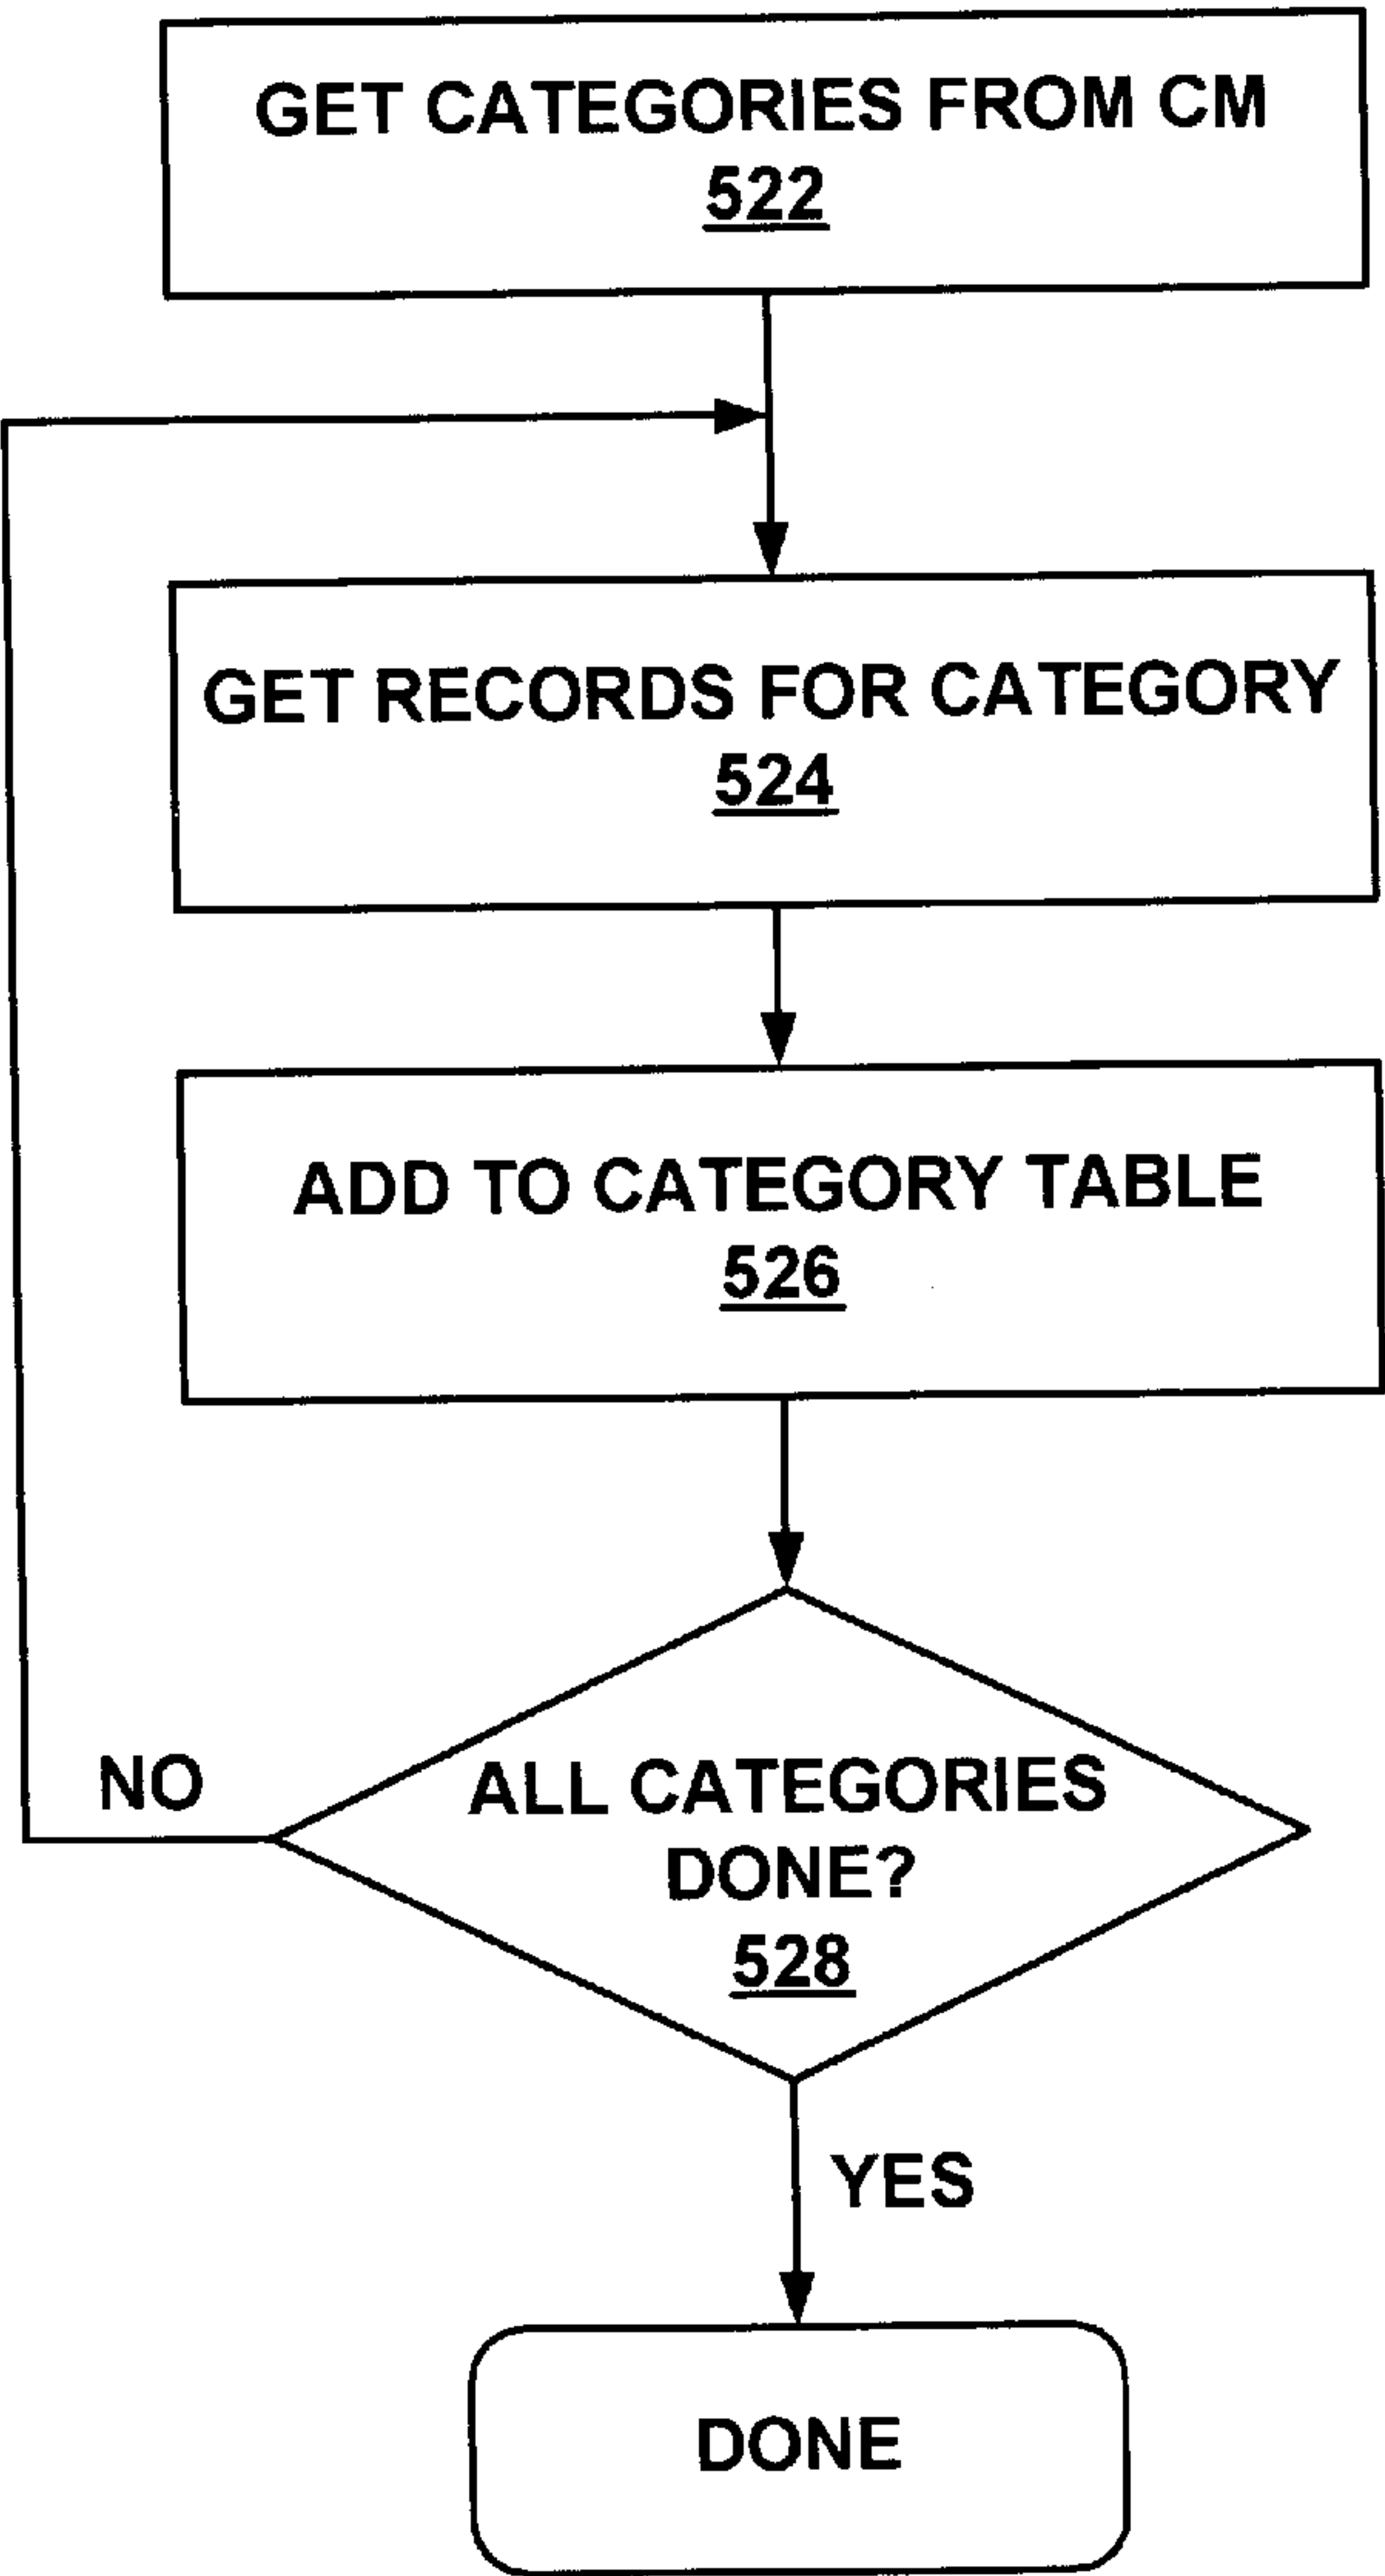 GET CATEGORIES FROM CM
522
GET RECORDS FOR CATEGORY
524
ADD TO CATEGORY TABLE
526
NO
ALL CATEGORIES
DONE?
528
YES
DONE